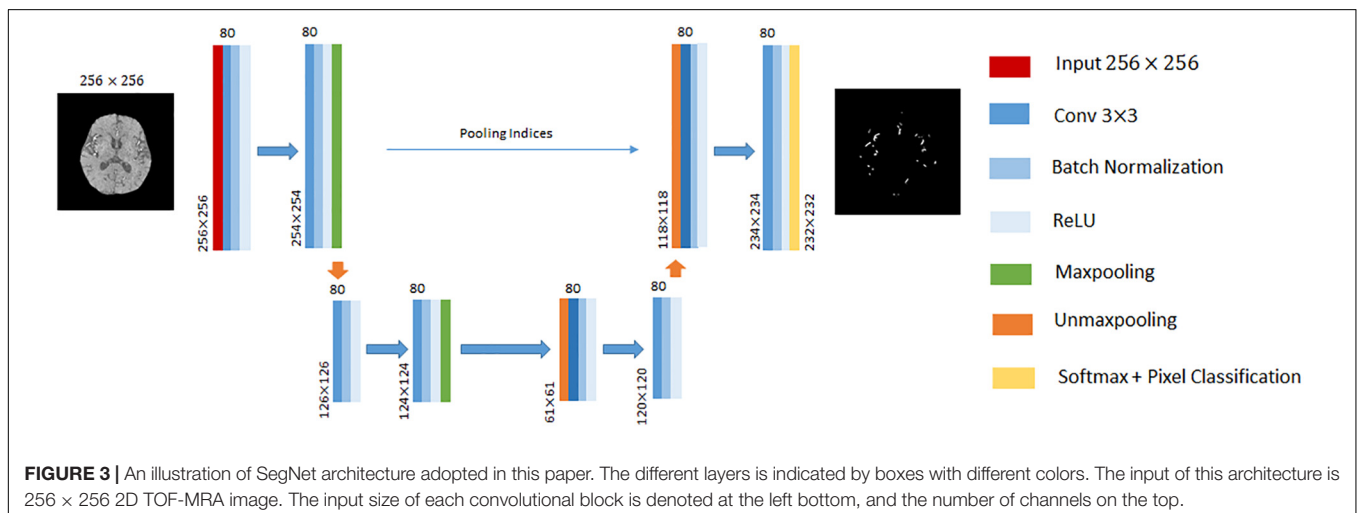 80
80
80
80
256 × 256
256×256
254×254
Pooling Indices
118×118
234×234
232×232
80
80
80
80
126×126
124×124
61×61
120×120
Input 256 × 256
Conv 3×3
Batch Normalization
ReLU
Maxpooling
Unmaxpooling
Softmax + Pixel Classification
FIGURE 3 | An illustration of SegNet architecture adopted in this paper. The different layers is indicated by boxes with different colors. The input of this architecture is
256 × 256 2D TOF-MRA image. The input size of each convolutional block is denoted at the left bottom, and the number of channels on the top.